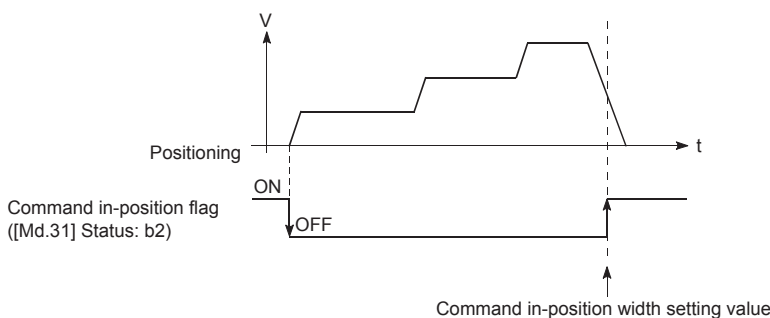 V
Positioning
t
ON
Command in-position flag
([Md.31] Status: b2)
OFF
Command in-position width setting value